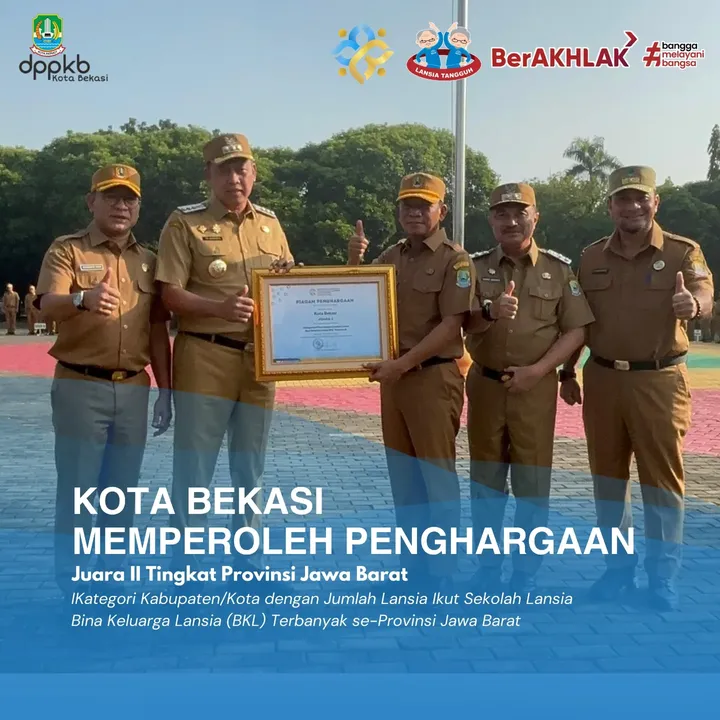 dppkb
Kota Bekasi
LANSIA TANGGUH
BerAKHLAK
#bangga
melayani
bangsa
PIAGAM PENGHARGAAN
Kota Bekasi
KOTA BEKASI
MEMPEROLEH PENGHARGAAN
Juara II Tingkat Provinsi Jawa Barat
IKategori Kabupaten/Kota dengan Jumlah Lansia Ikut Sekolah Lansia
Bina Keluarga Lansia (BKL) Terbanyak se-Provinsi Jawa Barat